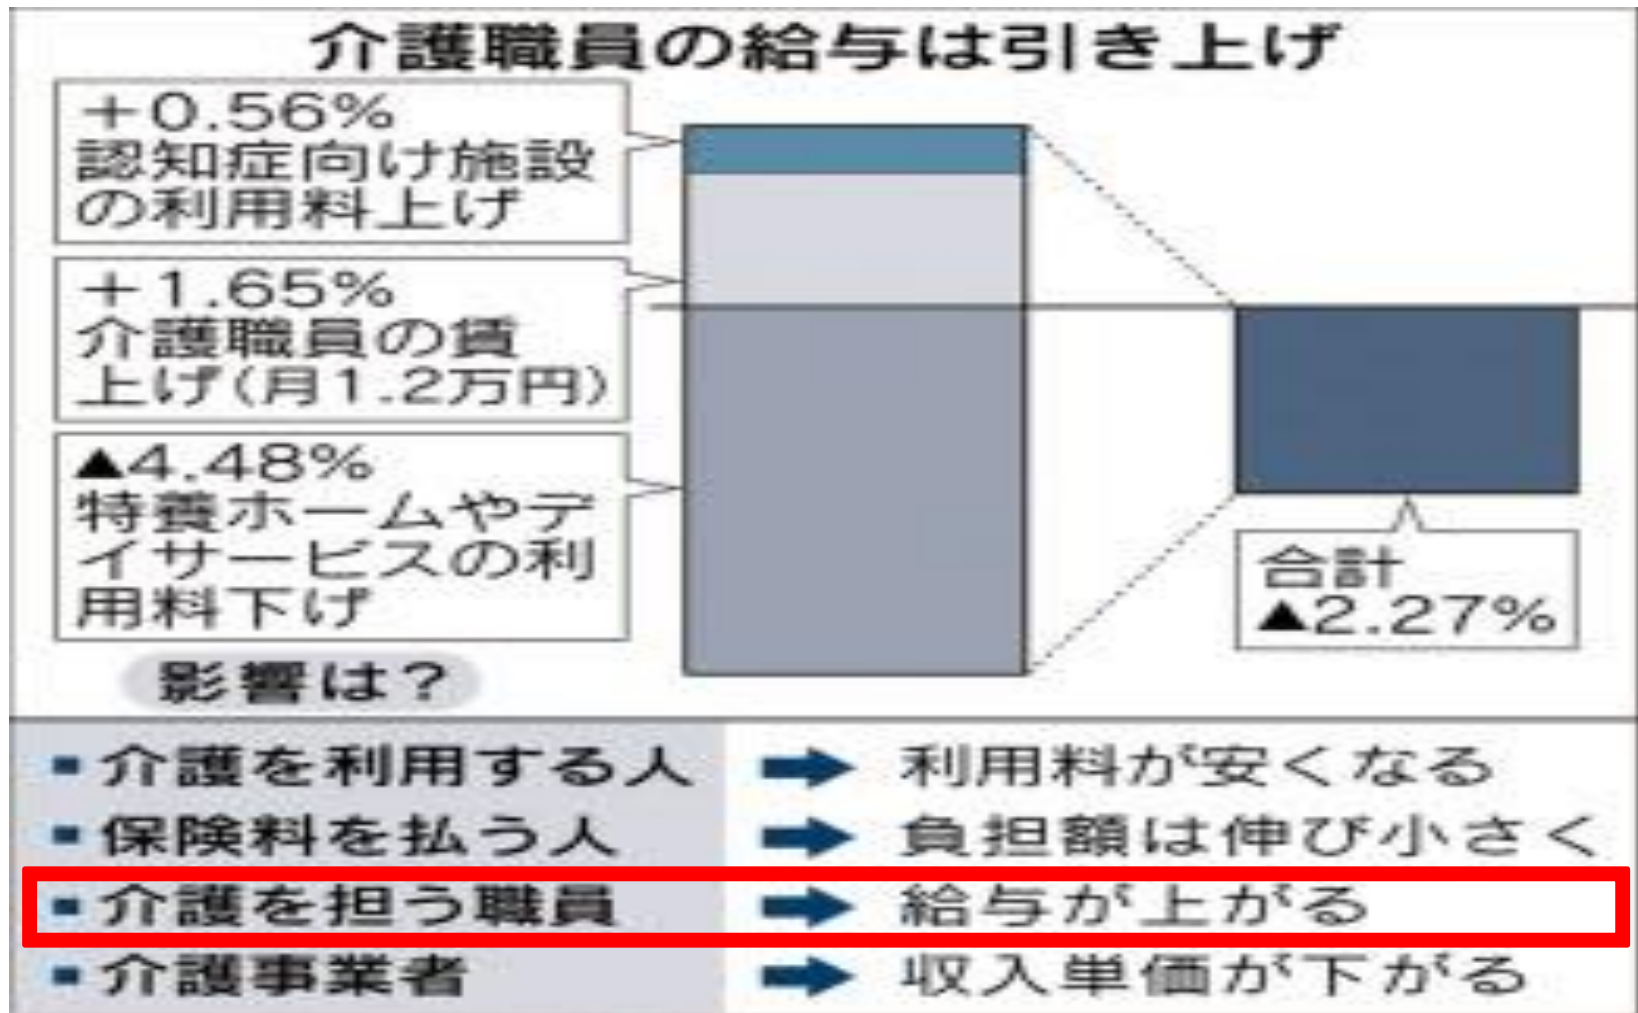 介護職員の給与は引き上げ
+0.56%
認知症向け施設
の利用料上げ
+1.65%
介護職員の賃
上げ(月1.2万円)
▲4.48%
特養ホームやデ
イサービスの利
用料下げ
合計
▲2.27%
影響は?
▪介護を利用する人 ➡ 利用料が安くなる
▪保険料を払う人 ➡ 負担額は伸び小さく
▪介護を担う職員 ➡ 給与が上がる
▪介護事業者 ➡ 収入単価が下がる